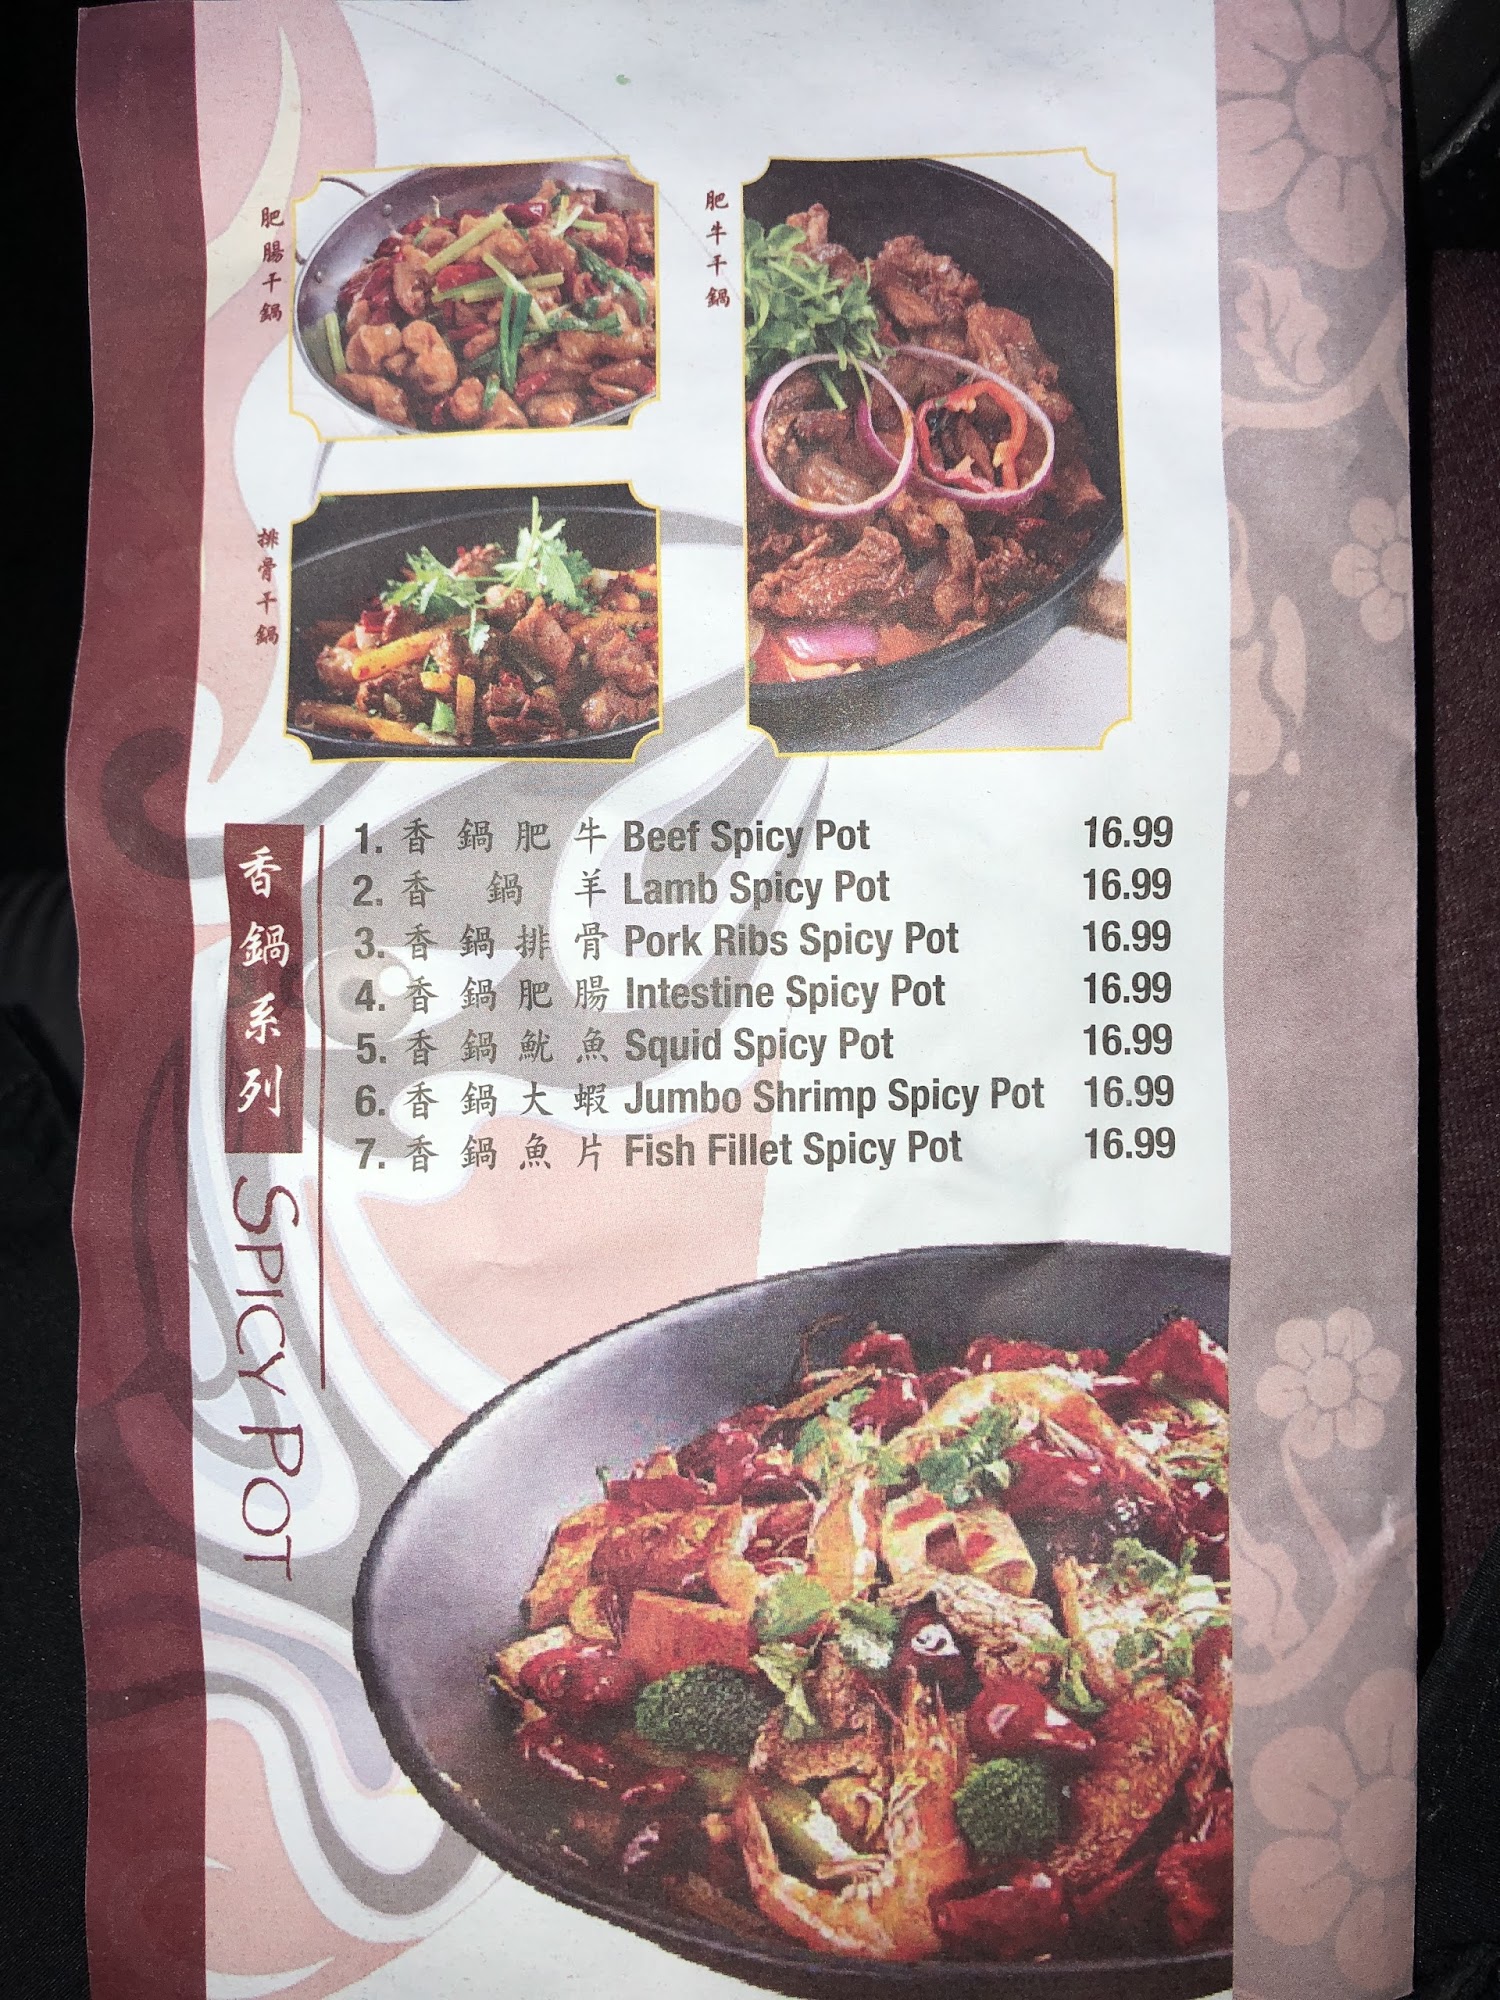 肥腸干鍋
肥牛干鍋
排骨干鍋
香鍋系列 SPICY POT
1. 香鍋肥牛 Beef Spicy Pot 16.99
2. 香鍋羊 Lamb Spicy Pot 16.99
3. 香鍋排骨 Pork Ribs Spicy Pot 16.99
4. 香鍋肥腸 Intestine Spicy Pot 16.99
5. 香鍋魷魚 Squid Spicy Pot 16.99
6. 香鍋大蝦 Jumbo Shrimp Spicy Pot 16.99
7. 香鍋魚片 Fish Fillet Spicy Pot 16.99